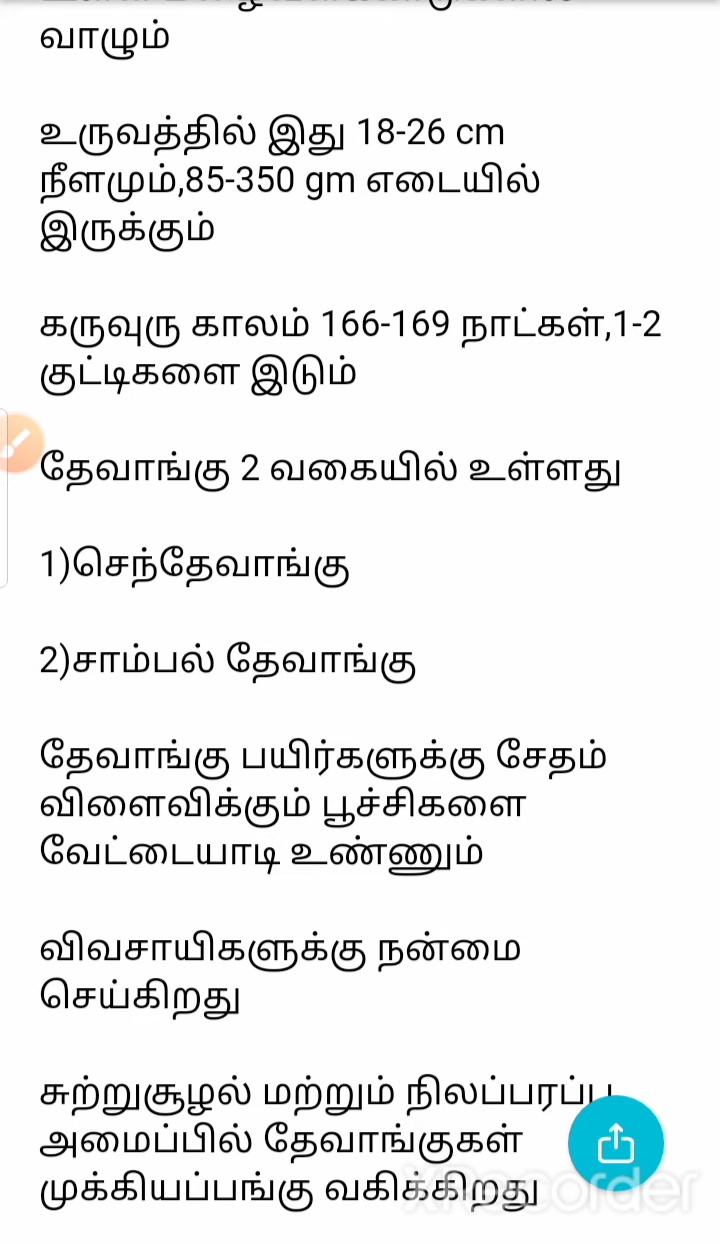 வாழும்
உருவத்தில் இது 18-26 cm
நீளமும்,85-350 gm எடையில்
இருக்கும்
கருவுரு காலம் 166-169 நாட்கள்,1-2
குட்டிகளை இடும்
தேவாங்கு 2 வகையில் உள்ளது
1)செந்தேவாங்கு
2)சாம்பல் தேவாங்கு
தேவாங்கு பயிர்களுக்கு சேதம்
விளைவிக்கும் பூச்சிகளை
வேட்டையாடி உண்ணும்
விவசாயிகளுக்கு நன்மை
செய்கிறது
சுற்றுசூழல் மற்றும் நிலப்பரப்பு
அமைப்பில் தேவாங்குகள்
முக்கியப்பங்கு வகிக்கிறது
XRecorder